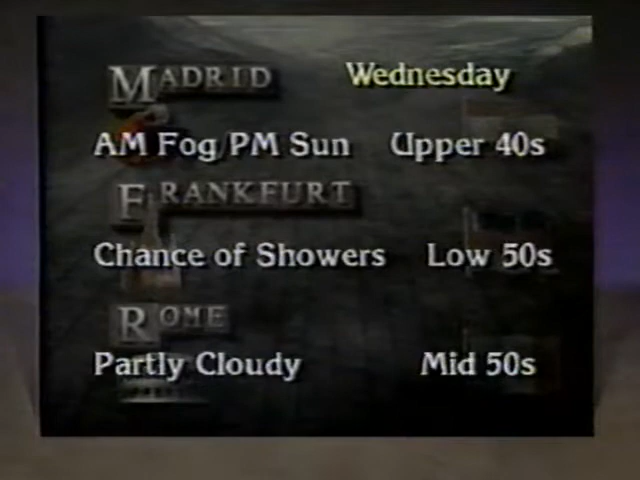 MADRID Wednesday
AM Fog/PM Sun Upper 40s
FRANKFURT
Chance of Showers Low 50s
ROME
Partly Cloudy Mid 50s